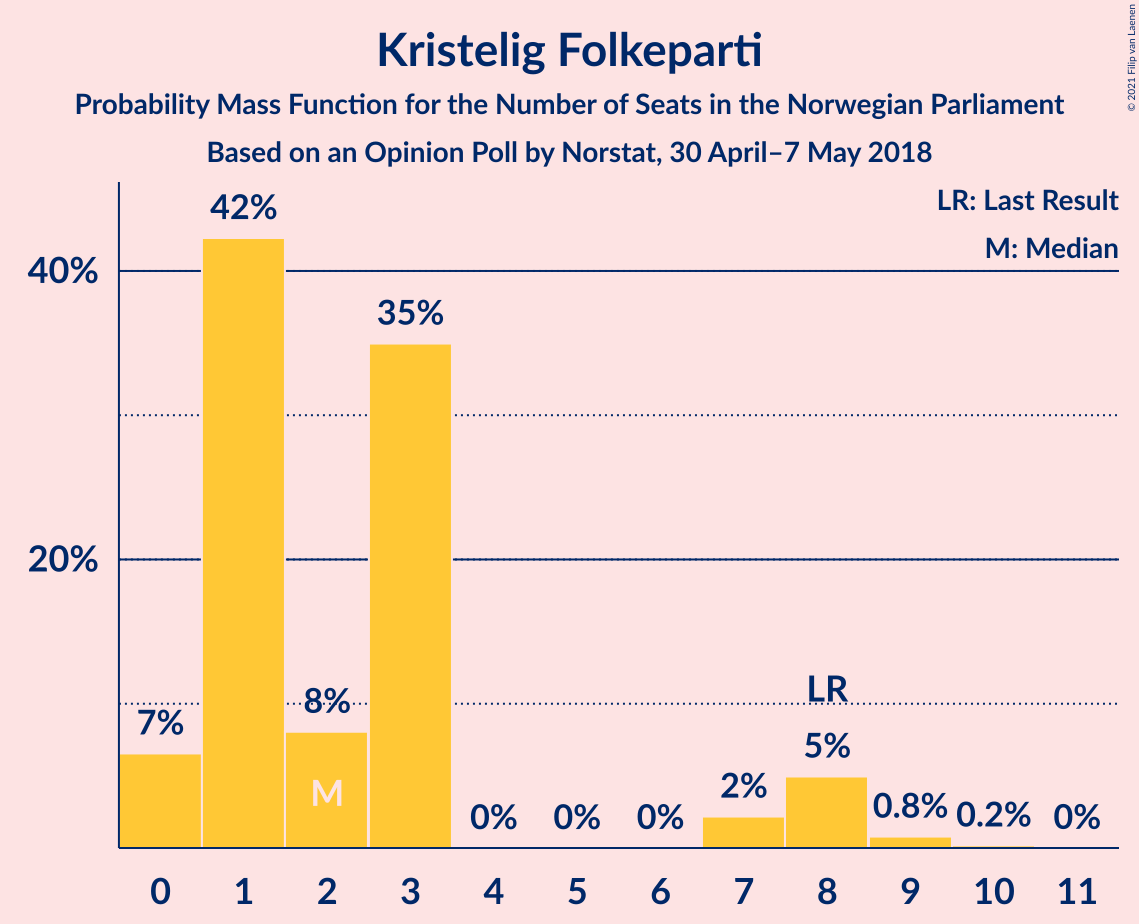 Kristelig Folkeparti
Probability Mass Function for the Number of Seats in the Norwegian Parliament
Based on an Opinion Poll by Norstat, 30 April–7 May 2018
© 2021 Filip van Laenen
LR: Last Result
M: Median
42%
40%
35%
20%
LR
8%
7%
5%
M
2%
0.8%
0.2%
0%
0%
0%
0%
0 1 2 3 4 5 6 7 8 9 10 11